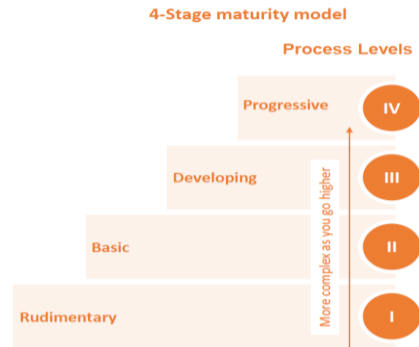 4-Stage maturity model
Process Levels
Progressive
IV
Developing
III
Basic
II
Rudimentary
I
More complex as you go higher